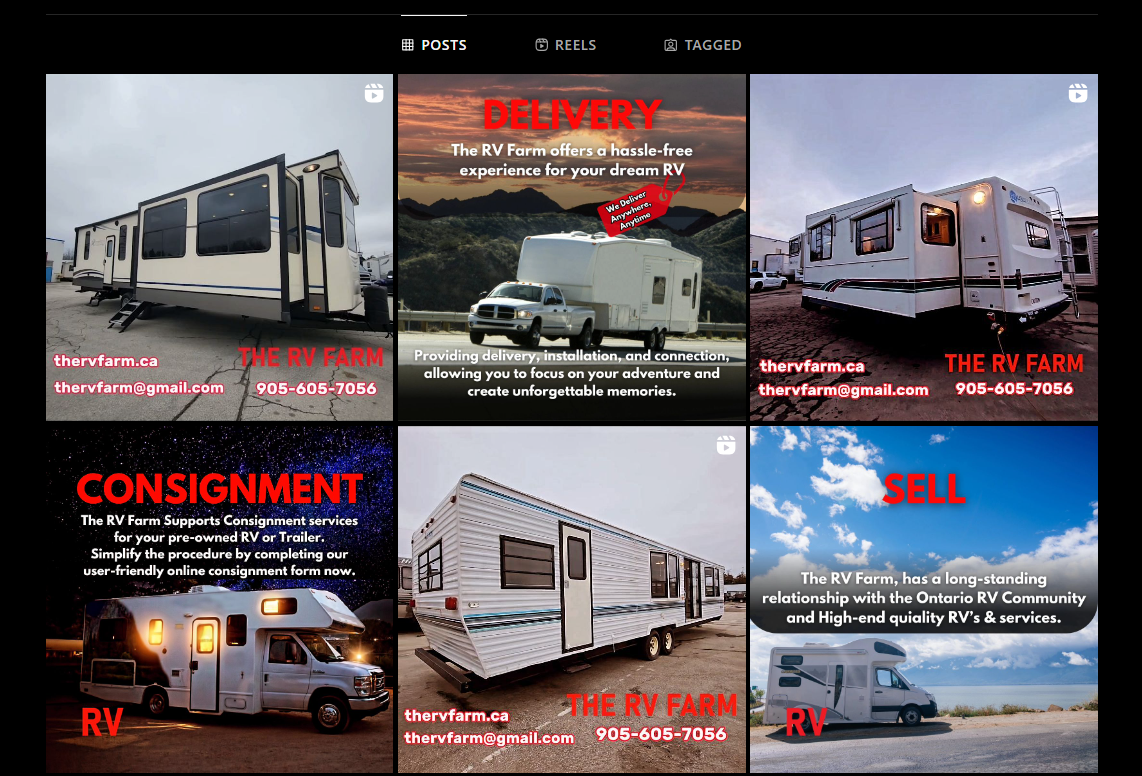 POSTS
REELS
TAGGED
thervfarm.ca
thervfarm@gmail.com
THE RV FARM
905-605-7056
DELIVERY
The RV Farm offers a hassle-free
experience for your dream RV
We Deliver
Anywhere,
Anytime
Providing delivery, installation, and connection,
allowing you to focus on your adventure and
create unforgettable memories.
thervfarm.ca
thervfarm@gmail.com
THE RV FARM
905-605-7056
CONSIGNMENT
The RV Farm Supports Consignment services
for your pre-owned RV or Trailer.
Simplify the procedure by completing our
user-friendly online consignment form now.
RV
thervfarm.ca
thervfarm@gmail.com
THE RV FARM
905-605-7056
SELL
The RV Farm, has a long-standing
relationship with the Ontario RV Community
and High-end quiality RV's & services.
RV